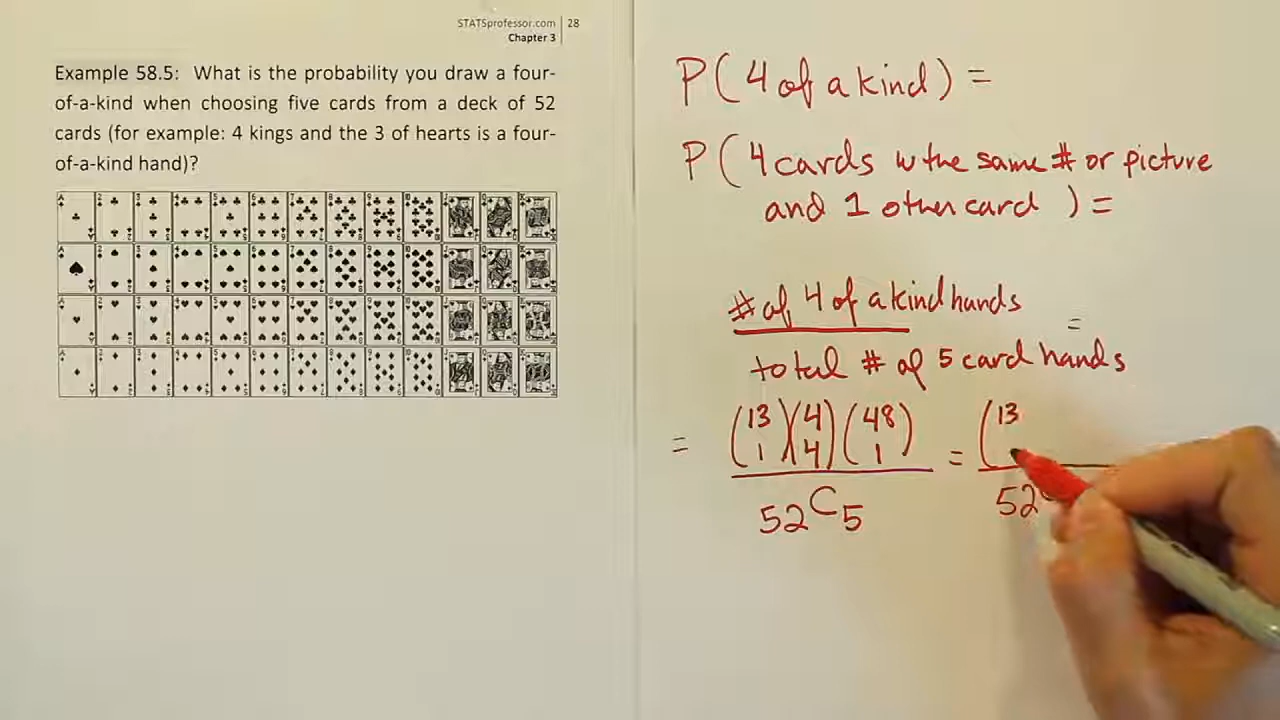 STATSprofessor.com
Chapter 3
28
Example 58.5: What is the probability you draw a four-
of-a-kind when choosing five cards from a deck of 52
cards (for example: 4 kings and the 3 of hearts is a four-
of-a-kind hand)?
P( 4 of a kind ) =
P( 4 cards w the same # or picture
and 1 other card ) =
# of 4 of a kind hands
=
total # of 5 card hands
= (13 1)(4 4)(48 1) = (13
52C5 52C